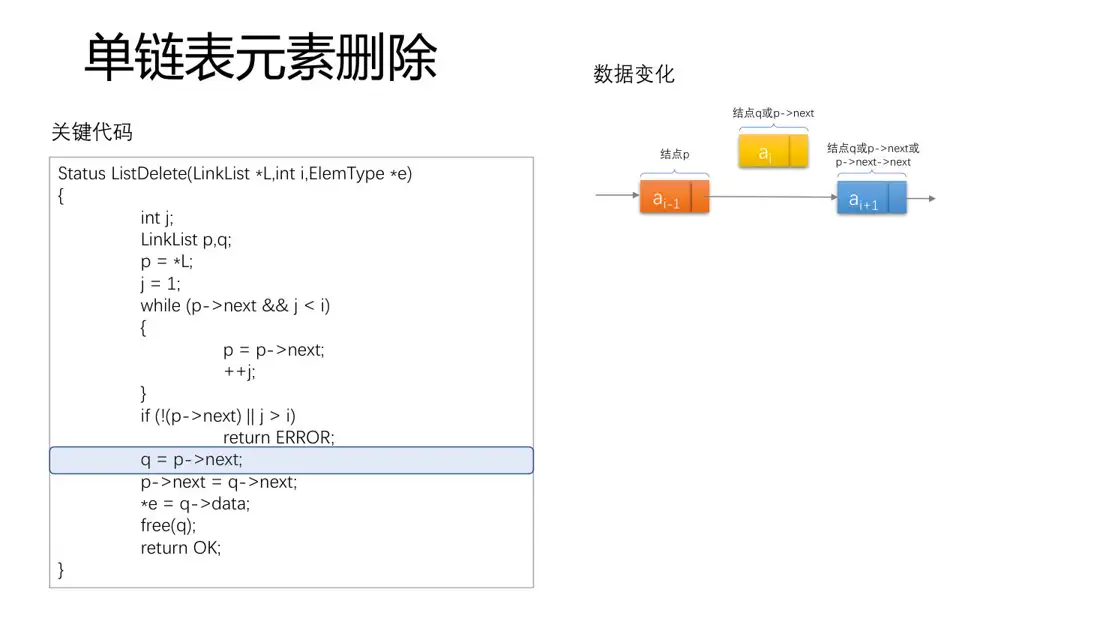 单链表元素删除
关键代码
Status ListDelete(LinkList *L,int i,ElemType *e)
{
int j;
LinkList p,q;
p = *L;
j = 1;
while (p->next && j < i)
{
p = p->next;
++j;
}
if (!(p->next) || j > i)
return ERROR;
q = p->next;
p->next = q->next;
*e = q->data;
free(q);
return OK;
}
数据变化
结点q或p->next
结点p
结点q或p->next或
p->next->next
ai
ai-1
ai+1